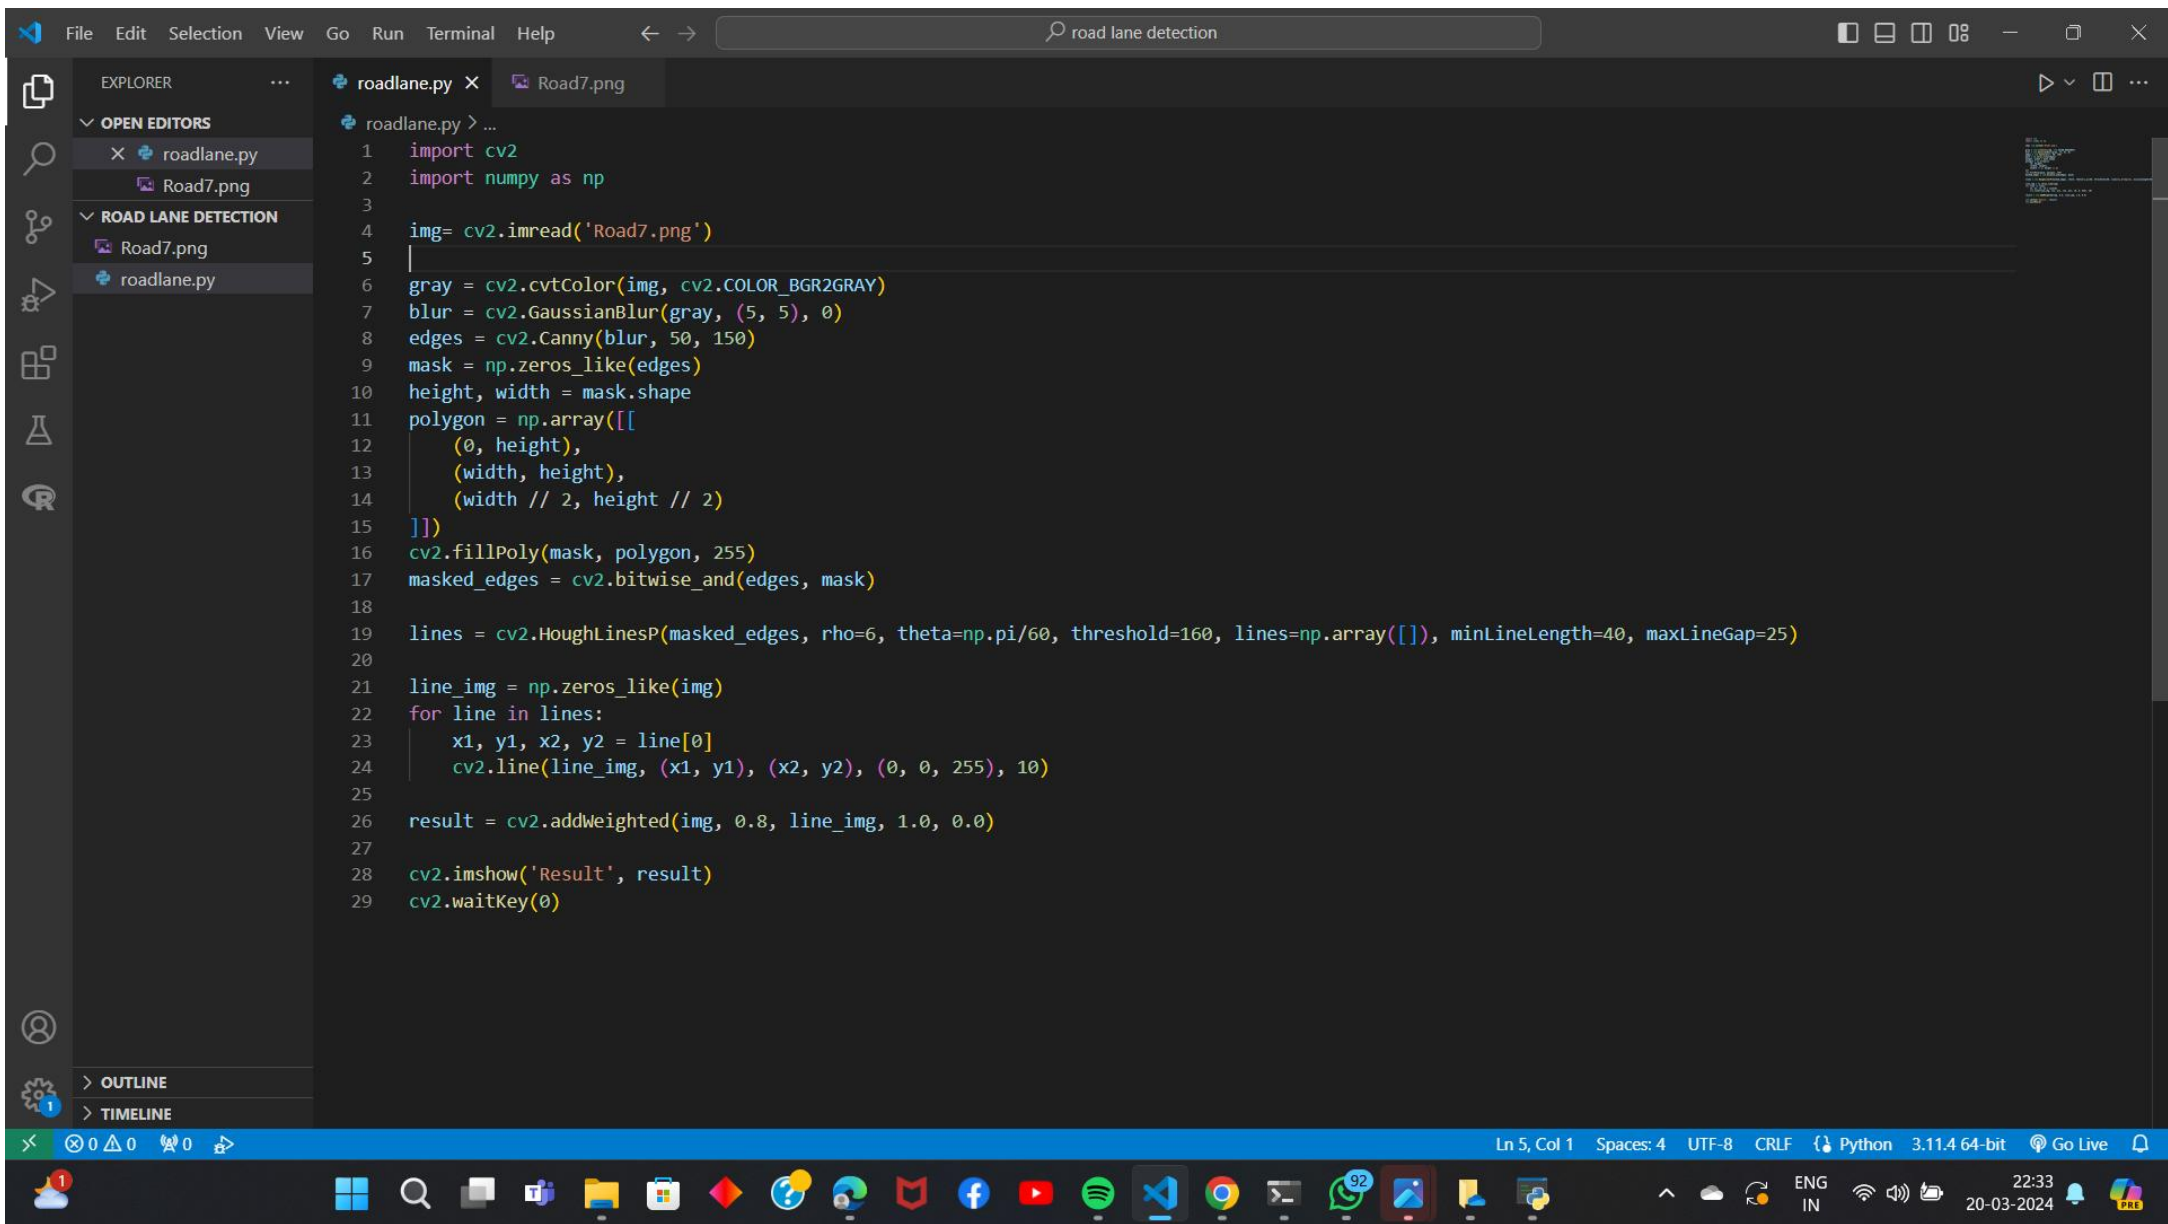 File Edit Selection View Go Run Terminal Help
road lane detection
EXPLORER
roadlane.py
Road7.png
OPEN EDITORS
roadlane.py
Road7.png
ROAD LANE DETECTION
Road7.png
roadlane.py
OUTLINE
TIMELINE
roadlane.py > ...
1 import cv2
2 import numpy as np
3
4 img= cv2.imread('Road7.png')
5
6 gray = cv2.cvtColor(img, cv2.COLOR_BGR2GRAY)
7 blur = cv2.GaussianBlur(gray, (5, 5), 0)
8 edges = cv2.Canny(blur, 50, 150)
9 mask = np.zeros_like(edges)
10 height, width = mask.shape
11 polygon = np.array([[
12     (0, height),
13     (width, height),
14     (width // 2, height // 2)
15 ]])
16 cv2.fillPoly(mask, polygon, 255)
17 masked_edges = cv2.bitwise_and(edges, mask)
18
19 lines = cv2.HoughLinesP(masked_edges, rho=6, theta=np.pi/60, threshold=160, lines=np.array([]), minLineLength=40, maxLineGap=25)
20
21 line_img = np.zeros_like(img)
22 for line in lines:
23     x1, y1, x2, y2 = line[0]
24     cv2.line(line_img, (x1, y1), (x2, y2), (0, 0, 255), 10)
25
26 result = cv2.addWeighted(img, 0.8, line_img, 1.0, 0.0)
27
28 cv2.imshow('Result', result)
29 cv2.waitKey(0)
1
0 0 0 Ln 5, Col 1 Spaces: 4 UTF-8 CRLF Python 3.11.4 64-bit Go Live
1 92 ENG 22:33
IN 20-03-2024 PRE